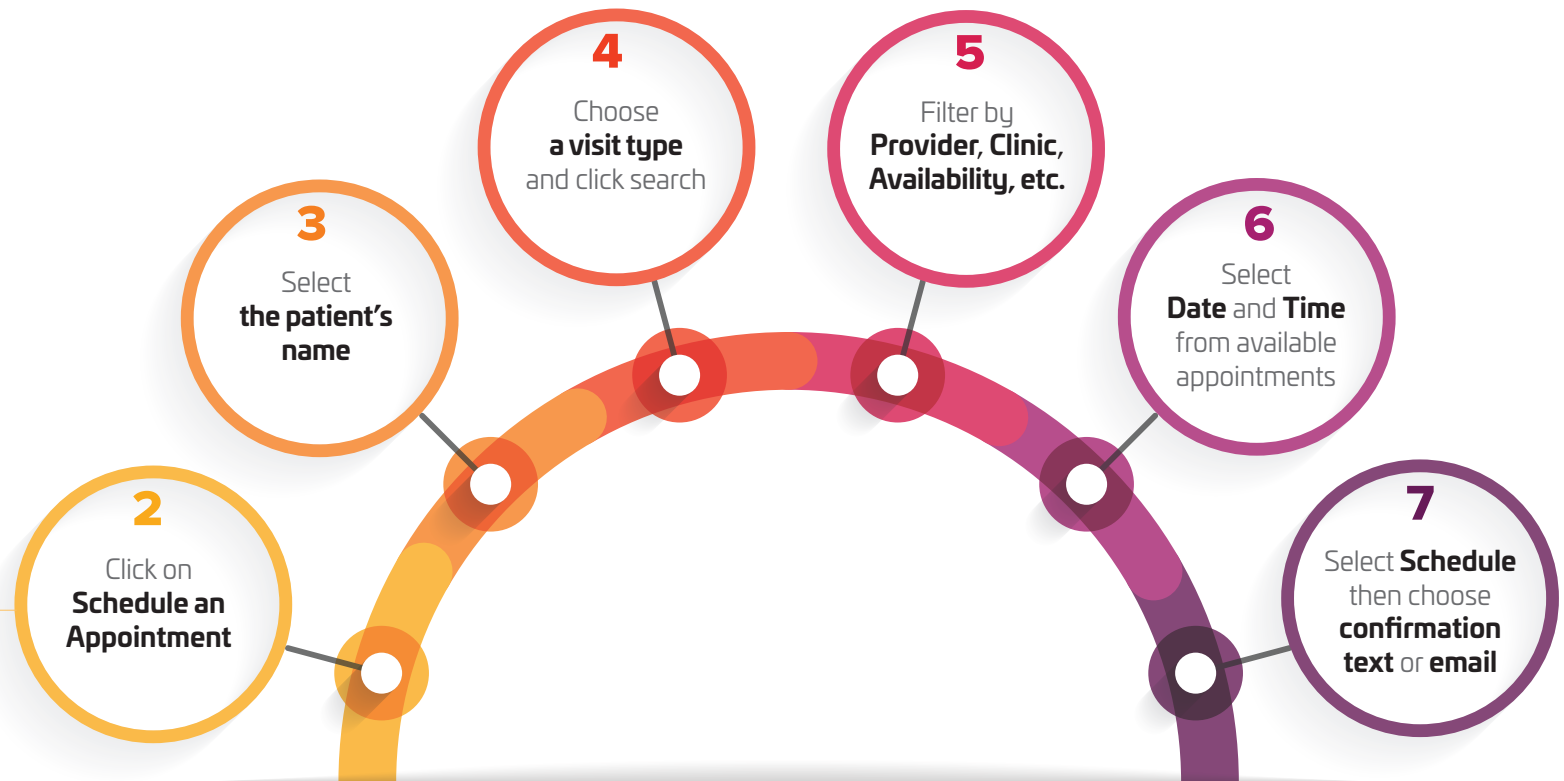 2
Click on
Schedule an
Appointment
3
Select
the patient's
name
4
Choose
a visit type
and click search
5
Filter by
Provider, Clinic,
Availability, etc.
6
Select
Date and Time
from available
appointments
7
Select Schedule
then choose
confirmation
text or email